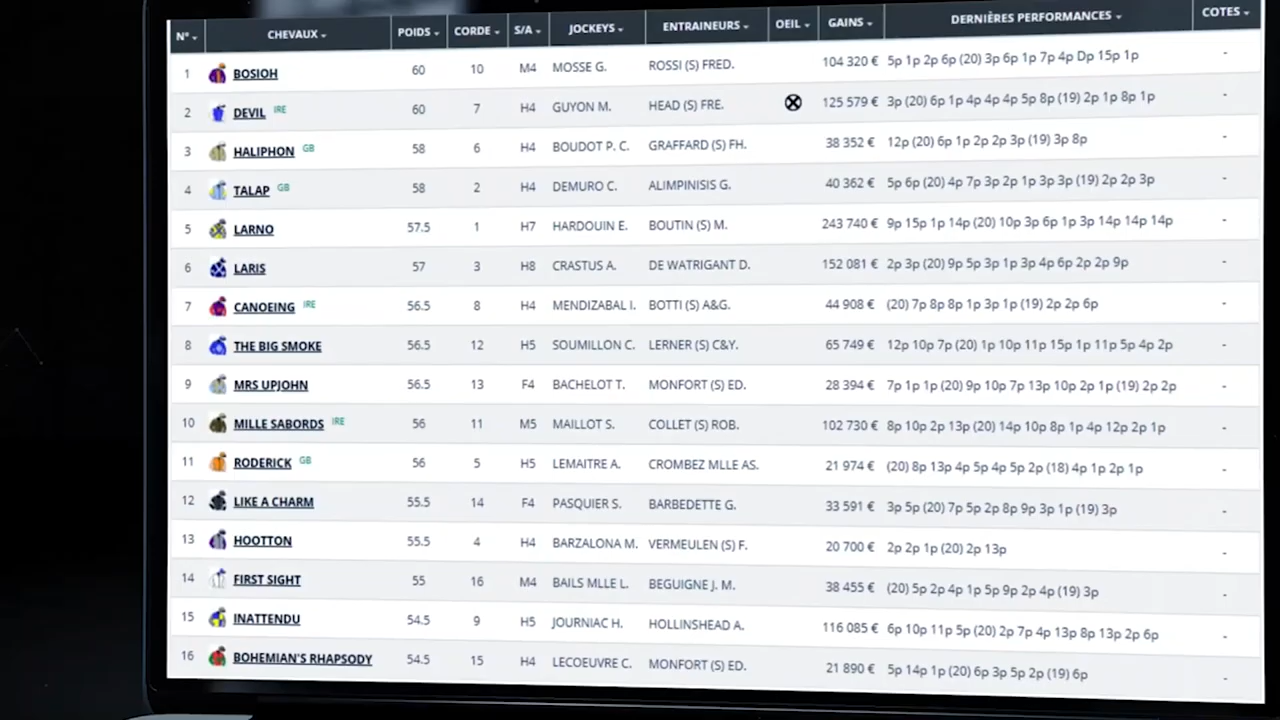 N° CHEVAUX POIDS CORDE S/A JOCKEYS ENTRAINEURS OEIL GAINS DERNIÈRES PERFORMANCES COTES
1 BOSIOH 60 10 M4 MOSSE G. ROSSI (S) FRED. 104 320 € 5p 1p 2p 6p (20) 3p 6p 1p 7p 4p Dp 15p 1p -
2 DEVIL IRE 60 7 H4 GUYON M. HEAD (S) FRE. 125 579 € 3p (20) 6p 1p 4p 4p 4p 5p 8p (19) 2p 1p 8p 1p -
3 HALIPHON GB 58 6 H4 BOUDOT P. C. GRAFFARD (S) FH. 38 352 € 12p (20) 6p 1p 2p 2p 3p (19) 3p 8p -
4 TALAP GB 58 2 H4 DEMURO C. ALIMPINISIS G. 40 362 € 5p 6p (20) 4p 7p 3p 2p 1p 3p 3p (19) 2p 2p 3p -
5 LARNO 57.5 1 H7 HARDOUIN E. BOUTIN (S) M. 243 740 € 9p 15p 1p 14p (20) 10p 3p 6p 1p 3p 14p 14p 14p -
6 LARIS 57 3 H8 CRASTUS A. DE WATRIGANT D. 152 081 € 2p 3p (20) 9p 5p 3p 1p 3p 4p 6p 2p 2p 9p -
7 CANOEING IRE 56.5 8 H4 MENDIZABAL I. BOTTI (S) A&G. 44 908 € (20) 7p 8p 8p 1p 3p 1p (19) 2p 2p 6p -
8 THE BIG SMOKE 56.5 12 H5 SOUMILLON C. LERNER (S) C&Y. 65 749 € 12p 10p 7p (20) 1p 10p 11p 15p 1p 11p 5p 4p 2p -
9 MRS UPJOHN 56.5 13 F4 BACHELOT T. MONFORT (S) ED. 28 394 € 7p 1p 1p (20) 9p 10p 7p 13p 10p 2p 1p (19) 2p 2p -
10 MILLE SABORDS IRE 56 11 M5 MAILLOT S. COLLET (S) ROB. 102 730 € 8p 10p 2p 13p (20) 14p 10p 8p 1p 4p 12p 2p 1p -
11 RODERICK GB 56 5 H5 LEMAITRE A. CROMBEZ MLLE AS. 21 974 € (20) 8p 13p 4p 5p 4p 5p 2p (18) 4p 1p 2p 1p -
12 LIKE A CHARM 55.5 14 F4 PASQUIER S. BARBEDETTE G. 33 591 € 3p 5p (20) 7p 5p 2p 8p 9p 3p 1p (19) 3p -
13 HOOTTON 55.5 4 H4 BARZALONA M. VERMEULEN (S) F. 20 700 € 2p 2p 1p (20) 2p 13p -
14 FIRST SIGHT 55 16 M4 BAILS MLLE L. BEGUIGNE J. M. 38 455 € (20) 5p 2p 4p 1p 5p 9p 2p 4p (19) 3p -
15 INATTENDU 54.5 9 H5 JOURNIAC H. HOLLINSHEAD A. 116 085 € 6p 10p 11p 5p (20) 2p 7p 4p 13p 8p 13p 2p 6p -
16 BOHEMIAN'S RHAPSODY 54.5 15 H4 LECOEUVRE C. MONFORT (S) ED. 21 890 € 5p 14p 1p (20) 6p 3p 5p 2p (19) 6p -